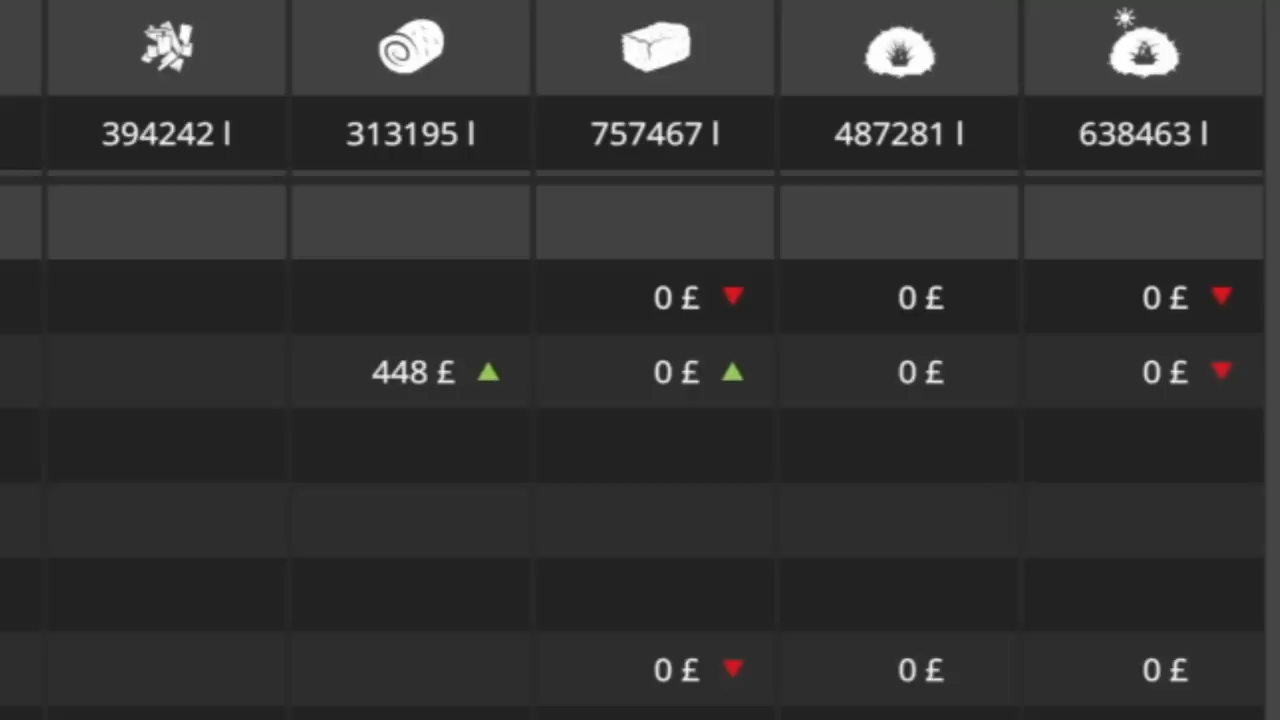 394242 l 313195 l 757467 l 487281 l 638463 l
0 £ 0 £ 0 £
448 £ 0 £ 0 £ 0 £
0 £ 0 £ 0 £